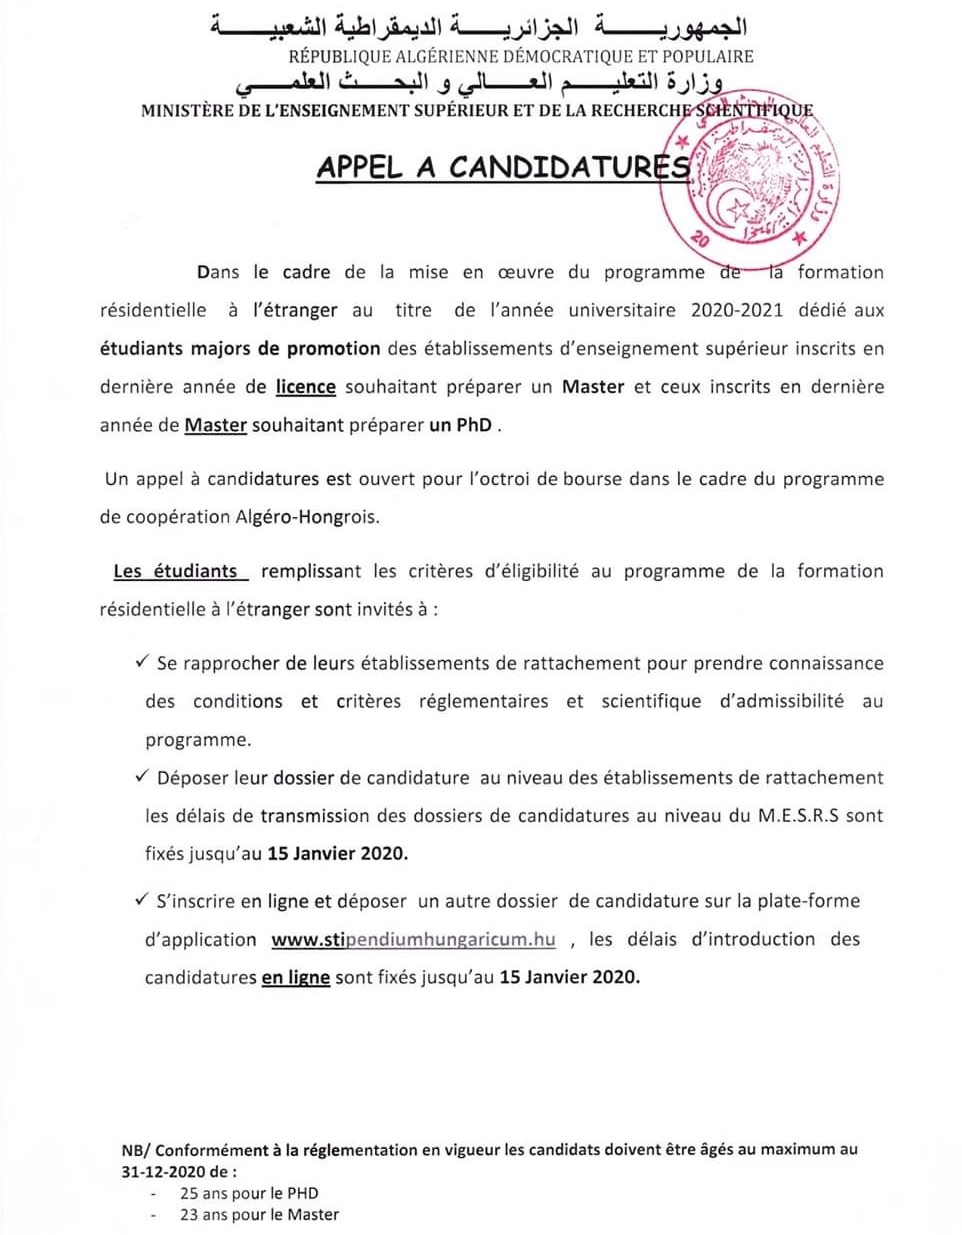 الجمهورية الجزائرية الديمقراطية الشعبية
RÉPUBLIQUE ALGÉRIENNE DÉMOCRATIQUE ET POPULAIRE
وزارة التعليم العالي و البحث العلمي
MINISTÈRE DE L'ENSEIGNEMENT SUPÉRIEUR ET DE LA RECHERCHE SCIENTIFIQUE
APPEL A CANDIDATURES
20
Dans le cadre de la mise en œuvre du programme de la formation
résidentielle à l'étranger au titre de l'année universitaire 2020-2021 dédié aux
étudiants majors de promotion des établissements d'enseignement supérieur inscrits en
dernière année de licence souhaitant préparer un Master et ceux inscrits en dernière
année de Master souhaitant préparer un PhD .
Un appel à candidatures est ouvert pour l'octroi de bourse dans le cadre du programme
de coopération Algéro-Hongrois.
Les étudiants remplissant les critères d'éligibilité au programme de la formation
résidentielle à l'étranger sont invités à :
✓ Se rapprocher de leurs établissements de rattachement pour prendre connaissance
des conditions et critères réglementaires et scientifique d'admissibilité au
programme.
✓ Déposer leur dossier de candidature au niveau des établissements de rattachement
les délais de transmission des dossiers de candidatures au niveau du M.E.S.R.S sont
fixés jusqu'au 15 Janvier 2020.
✓ S'inscrire en ligne et déposer un autre dossier de candidature sur la plate-forme
d'application www.stipendiumhungaricum.hu , les délais d'introduction des
candidatures en ligne sont fixés jusqu'au 15 Janvier 2020.
NB/ Conformément à la réglementation en vigueur les candidats doivent être âgés au maximum au
31-12-2020 de :
- 25 ans pour le PHD
- 23 ans pour le Master